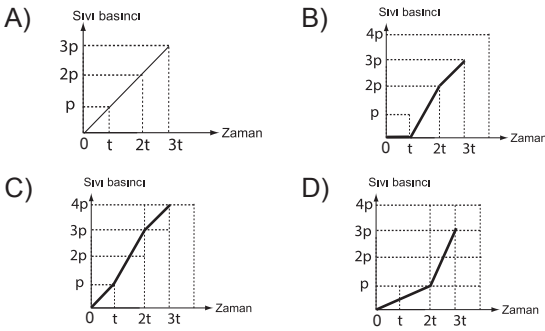 A)
Sıvı basıncı
3p
2p
p
0 t 2t 3t
Zaman
B)
Sıvı basıncı
4p
3p
2p
p
0 t 2t 3t
Zaman
C)
Sıvı basıncı
4p
3p
2p
p
0 t 2t 3t
Zaman
D)
Sıvı basıncı
4p
3p
2p
p
0 t 2t 3t
Zaman